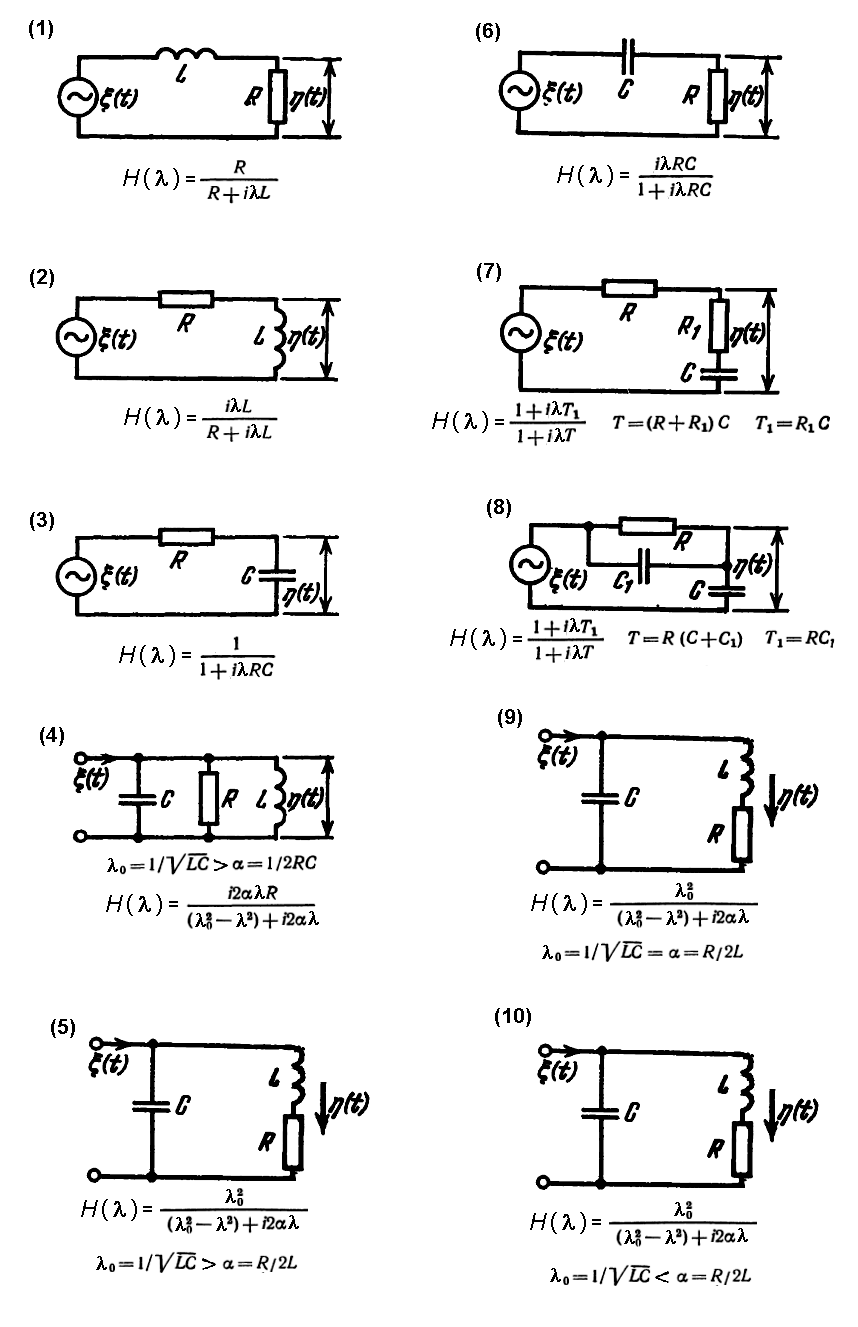 (1)
L
ξ(t)
R
η(t)
H(λ) = R / (R + iλL)
(2)
R
ξ(t)
L
η(t)
H(λ) = iλL / (R + iλL)
(3)
R
ξ(t)
C
η(t)
H(λ) = 1 / (1 + iλRC)
(4)
ξ(t)
C
R
L
η(t)
λ₀ = 1/√LC > α = 1/2RC
H(λ) = i2αλR / ((λ₀² − λ²) + i2αλ)
(5)
ξ(t)
C
L
R
η(t)
H(λ) = λ₀² / ((λ₀² − λ²) + i2αλ)
λ₀ = 1/√LC > α = R/2L
(6)
C
ξ(t)
R
η(t)
H(λ) = iλRC / (1 + iλRC)
(7)
R
ξ(t)
R₁
C
η(t)
H(λ) = (1 + iλT₁) / (1 + iλT) T = (R + R₁) C T₁ = R₁C
(8)
R
ξ(t)
C₁
C
η(t)
H(λ) = (1 + iλT₁) / (1 + iλT) T = R (C + C₁) T₁ = RC₁
(9)
ξ(t)
C
L
R
η(t)
H(λ) = λ₀² / ((λ₀² − λ²) + i2αλ)
λ₀ = 1/√LC = α = R/2L
(10)
ξ(t)
C
L
R
η(t)
H(λ) = λ₀² / ((λ₀² − λ²) + i2αλ)
λ₀ = 1/√LC < α = R/2L